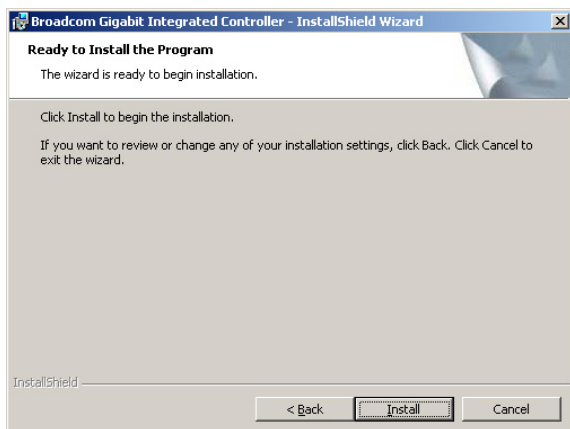 Broadcom Gigabit Integrated Controller - InstallShield Wizard
Ready to Install the Program
The wizard is ready to begin installation.
Click Install to begin the installation.
If you want to review or change any of your installation settings, click Back. Click Cancel to
exit the wizard.
InstallShield
< Back Install Cancel